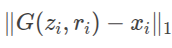 ‖G(z_i, r_i) − x_i‖_1